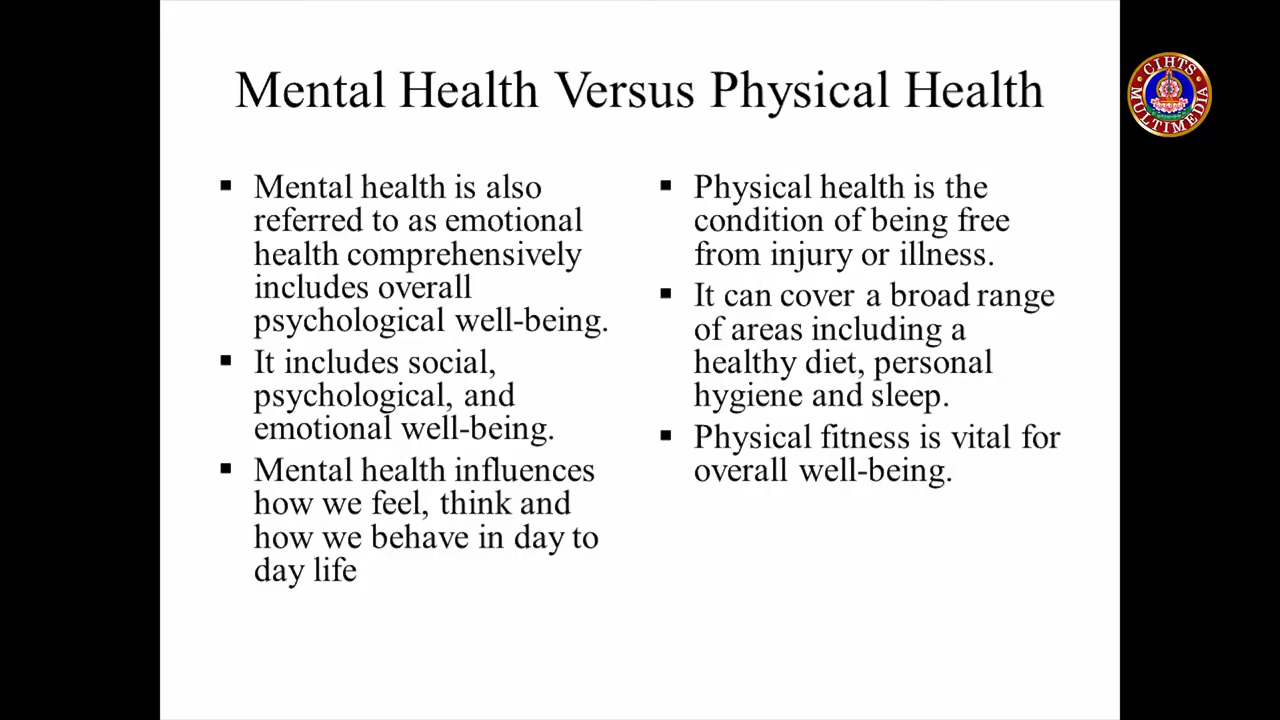 Mental Health Versus Physical Health
▪ Mental health is also
referred to as emotional
health comprehensively
includes overall
psychological well-being.
▪ It includes social,
psychological, and
emotional well-being.
▪ Mental health influences
how we feel, think and
how we behave in day to
day life
▪ Physical health is the
condition of being free
from injury or illness.
▪ It can cover a broad range
of areas including a
healthy diet, personal
hygiene and sleep.
▪ Physical fitness is vital for
overall well-being.
CIHTS
MULTIMEDIA